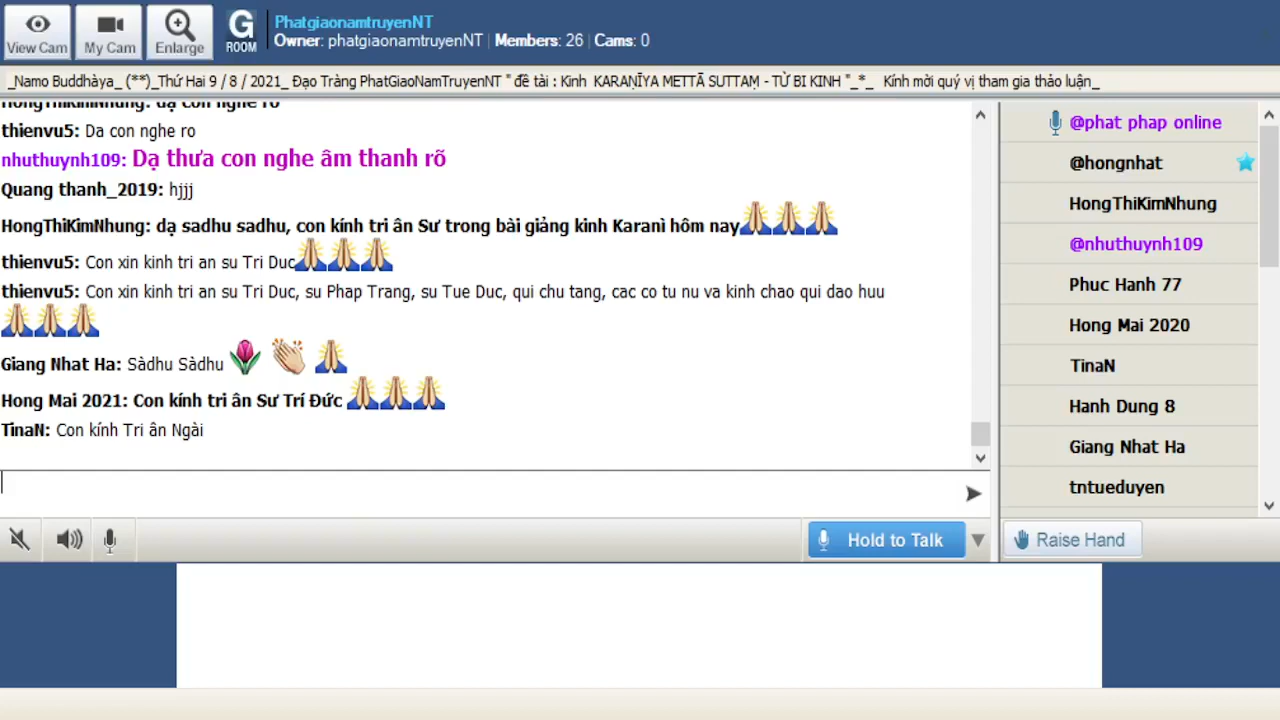 View Cam
My Cam
Enlarge
G
ROOM
PhatgiaonamtruyenNT
Owner: phatgiaonamtruyenNT | Members: 26 | Cams: 0
_Namo Buddhàya_ (**)_Thứ Hai 9 / 8 / 2021_ Đạo Tràng PhatGiaoNamTruyenNT " đề tài : Kinh KARAṆĪYA METTĀ SUTTAṂ - TỪ BI KINH "_*_ Kính mời quý vị tham gia thảo luận_
HongThiKimNhung: dạ con nghe rõ
thienvu5: Da con nghe ro
nhuthuynh109: Dạ thưa con nghe âm thanh rõ
Quang thanh_2019: hjjj
HongThiKimNhung: dạ sadhu sadhu, con kính tri ân Sư trong bài giảng kinh Karanì hôm nay
thienvu5: Con xin kinh tri an su Tri Duc
thienvu5: Con xin kinh tri an su Tri Duc, su Phap Trang, su Tue Duc, qui chu tang, cac co tu nu va kinh chao qui dao huu
Giang Nhat Ha: Sàdhu Sàdhu
Hong Mai 2021: Con kính tri ân Sư Trí Đức
TinaN: Con kính Tri ân Ngài
@phat phap online
@hongnhat
HongThiKimNhung
@nhuthuynh109
Phuc Hanh 77
Hong Mai 2020
TinaN
Hanh Dung 8
Giang Nhat Ha
tntueduyen
Hold to Talk
Raise Hand